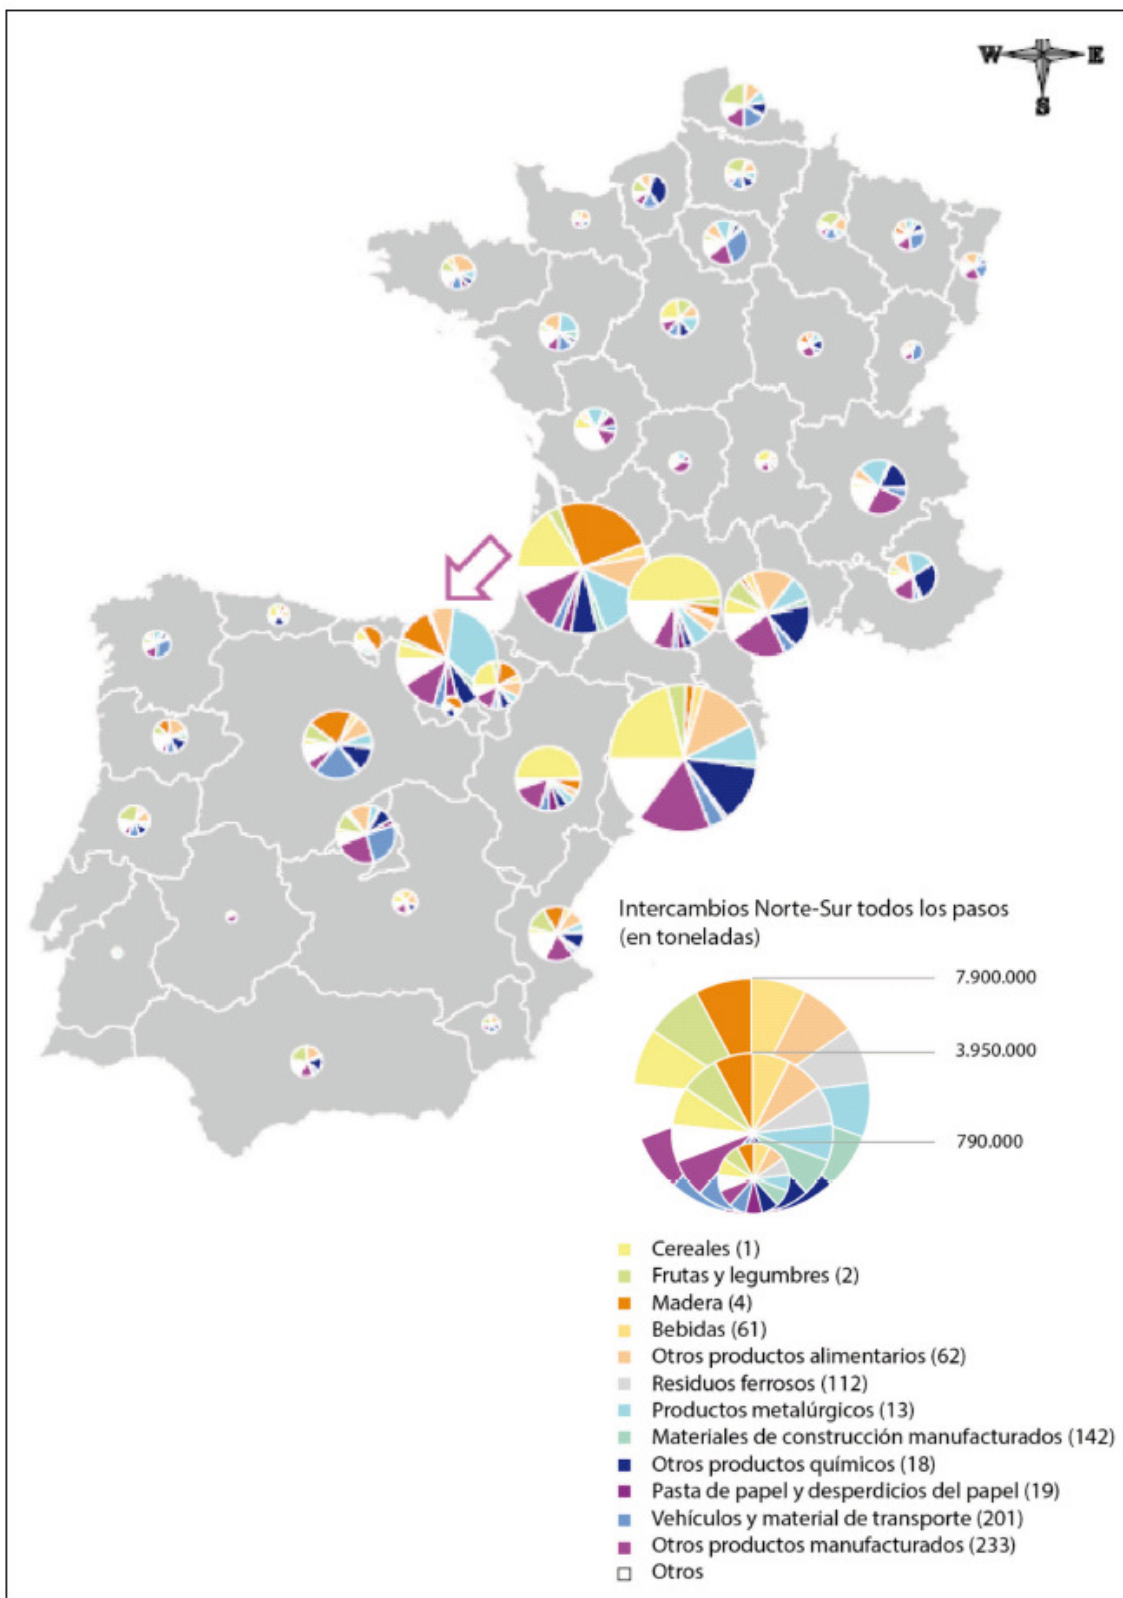 W E
S
Intercambios Norte-Sur todos los pasos
(en toneladas)
7.900.000
3.950.000
790.000
Cereales (1)
Frutas y legumbres (2)
Madera (4)
Bebidas (61)
Otros productos alimentarios (62)
Residuos ferrosos (112)
Productos metalúrgicos (13)
Materiales de construcción manufacturados (142)
Otros productos químicos (18)
Pasta de papel y desperdicios del papel (19)
Vehículos y material de transporte (201)
Otros productos manufacturados (233)
Otros